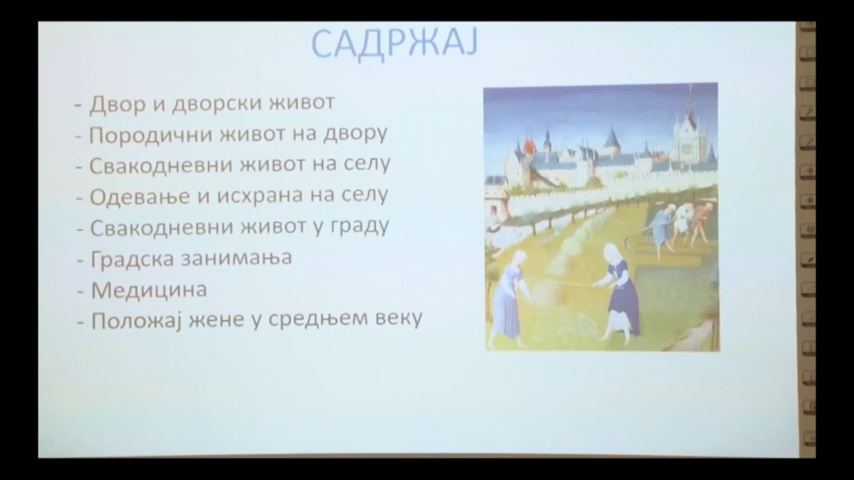 САДРЖАЈ
- Двор и дворски живот
- Породични живот на двору
- Свакодневни живот на селу
- Одевање и исхрана на селу
- Свакодневни живот у граду
- Градска занимања
- Медицина
- Положај жене у средњем веку